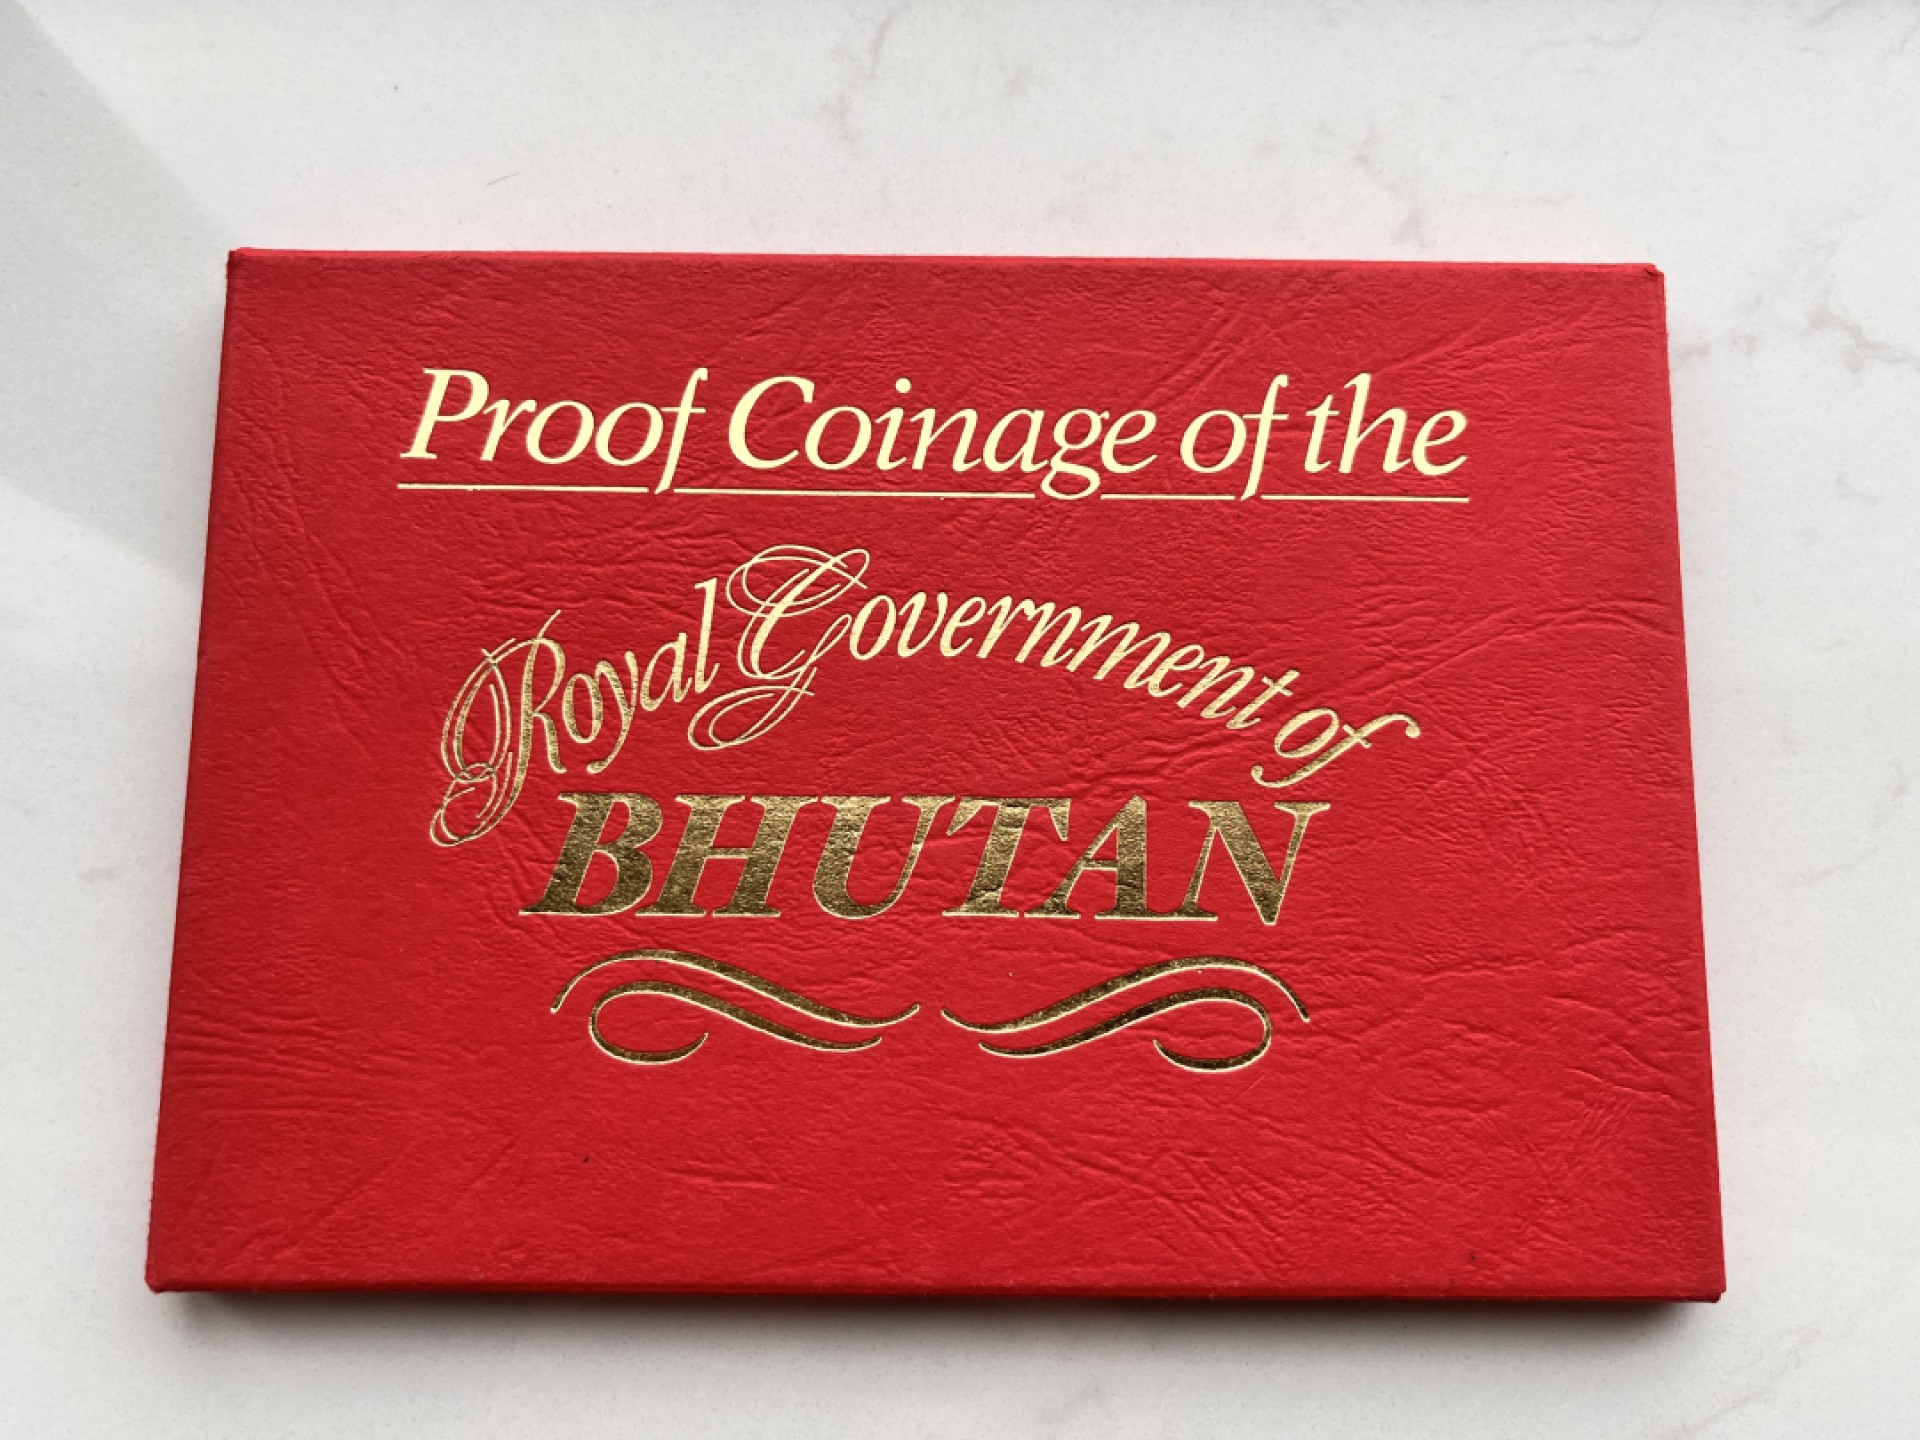 Proof Coinage of the
Royal Government of
BHUTAN